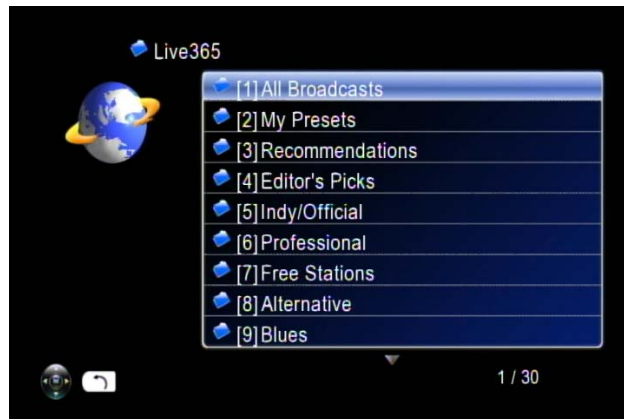 Live365
[1]All Broadcasts
[2]My Presets
[3]Recommendations
[4]Editor's Picks
[5]Indy/Official
[6]Professional
[7]Free Stations
[8]Alternative
[9]Blues
1 / 30